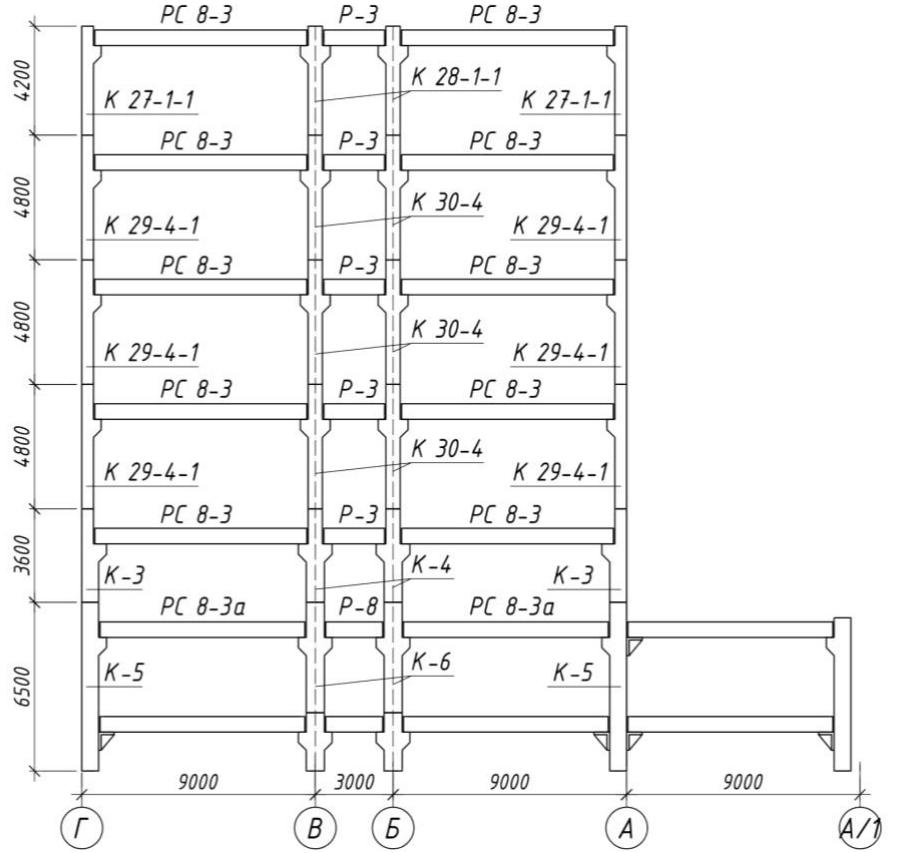 РС 8-3 Р-3 РС 8-3
4200
К 28-1-1
К 27-1-1 К 27-1-1
РС 8-3 Р-3 РС 8-3
4800
К 30-4
К 29-4-1 К 29-4-1
РС 8-3 Р-3 РС 8-3
4800
К 30-4
К 29-4-1 К 29-4-1
РС 8-3 Р-3 РС 8-3
4800
К 30-4
К 29-4-1 К 29-4-1
РС 8-3 Р-3 РС 8-3
3600
К-3 К-4 К-3
РС 8-3а Р-8 РС 8-3а
6500
К-5 К-6 К-5
9000 3000 9000 9000
Г В Б А А/1